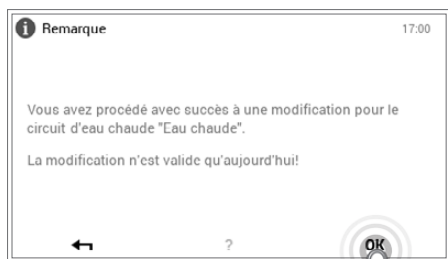 i Remarque 17:00
Vous avez procédé avec succès à une modification pour le
circuit d'eau chaude "Eau chaude".
La modification n'est valide qu'aujourd'hui!
? OK